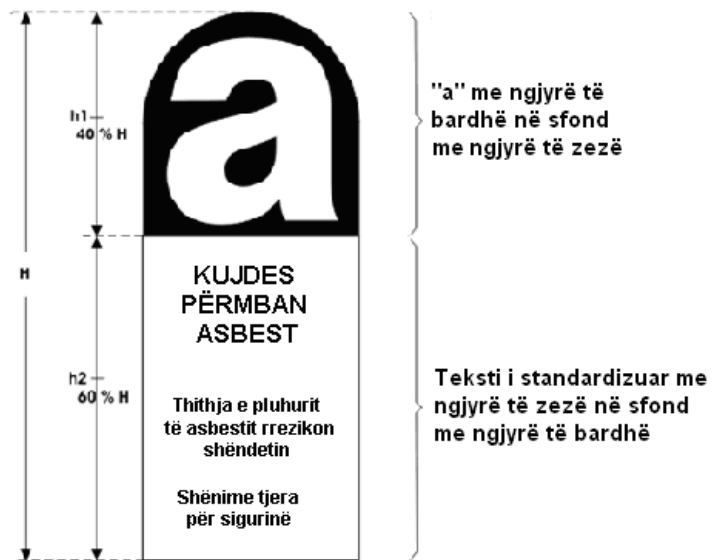 a
h1
40 % H
H
h2
60 % H
KUJDES
PËRMBAN
ASBEST
Thithja e pluhurit
të asbestit rrezikon
shëndetin
Shënime tjera
për sigurinë
"a" me ngjyrë të
bardhë në sfond
me ngjyrë të zezë
Teksti i standardizuar me
ngjyrë të zezë në sfond
me ngjyrë të bardhë